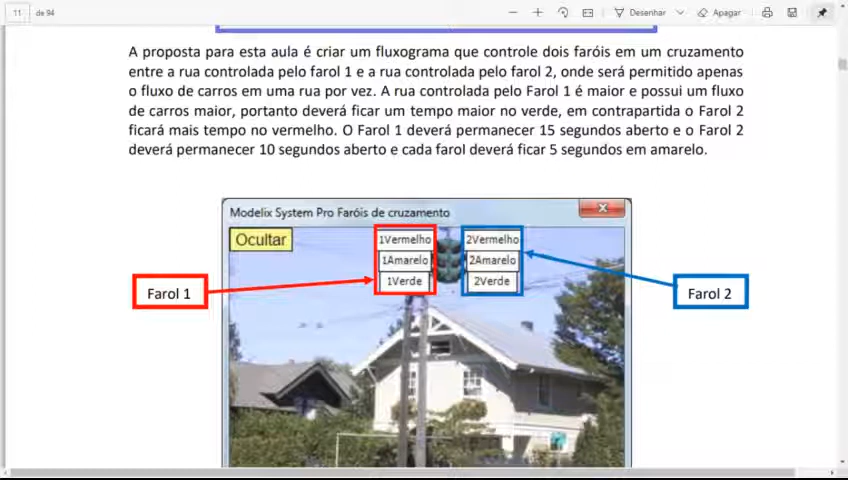 11 de 94 Desenhar Apagar
A proposta para esta aula é criar um fluxograma que controle dois faróis em um cruzamento
entre a rua controlada pelo farol 1 e a rua controlada pelo farol 2, onde será permitido apenas
o fluxo de carros em uma rua por vez. A rua controlada pelo Farol 1 é maior e possui um fluxo
de carros maior, portanto deverá ficar um tempo maior no verde, em contrapartida o Farol 2
ficará mais tempo no vermelho. O Farol 1 deverá permanecer 15 segundos aberto e o Farol 2
deverá permanecer 10 segundos aberto e cada farol deverá ficar 5 segundos em amarelo.
Modelix System Pro Faróis de cruzamento
Ocultar 1Vermelho 2Vermelho
1Amarelo 2Amarelo
1Verde 2Verde
Farol 1 Farol 2